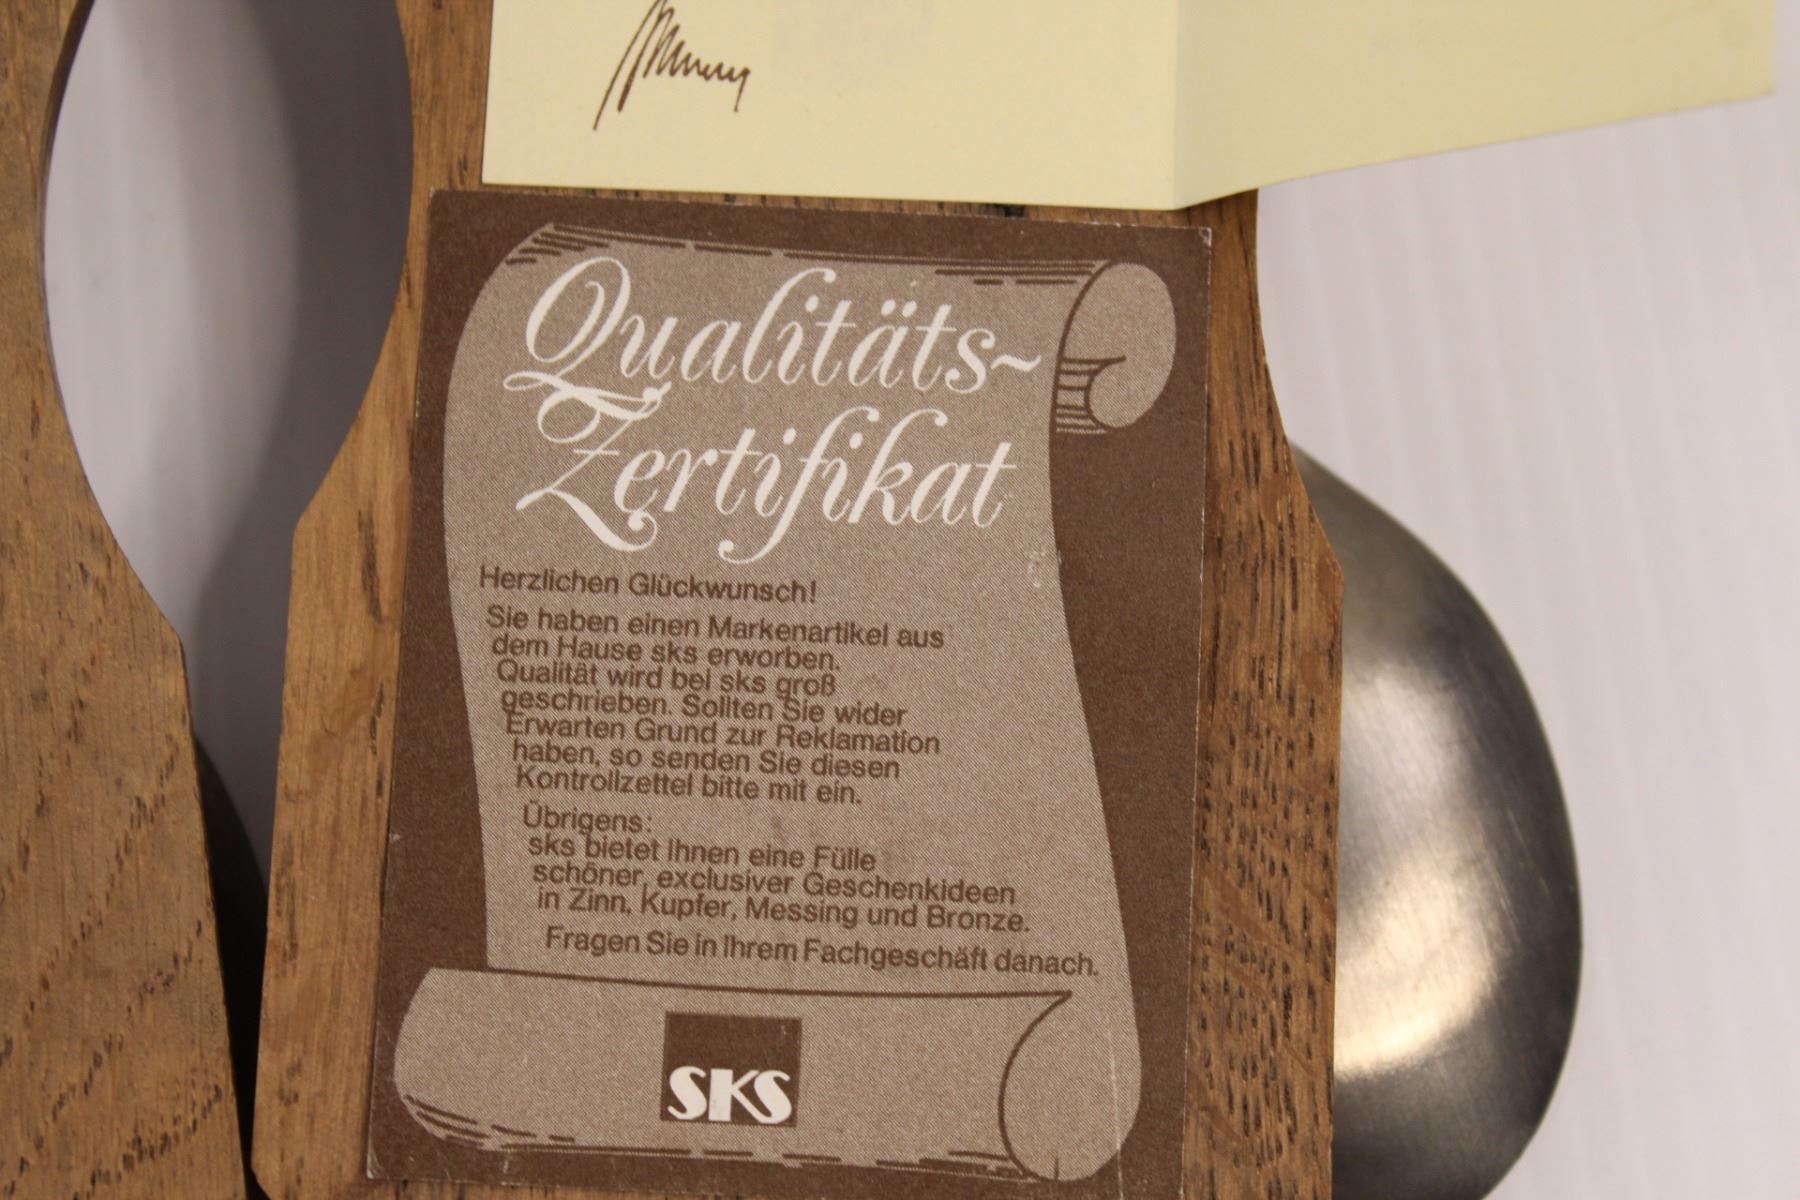 Qualitäts~
Zertifikat
Herzlichen Glückwunsch!
Sie haben einen Markenartikel aus
dem Hause sks erworben.
Qualität wird bei sks groß
geschrieben. Sollten Sie wider
Erwarten Grund zur Reklamation
haben, so senden Sie diesen
Kontrollzettel bitte mit ein.
Übrigens:
sks bietet Ihnen eine Fülle
schöner, exclusiver Geschenkideen
in Zinn, Kupfer, Messing und Bronze.
Fragen Sie in Ihrem Fachgeschäft danach.
SKS